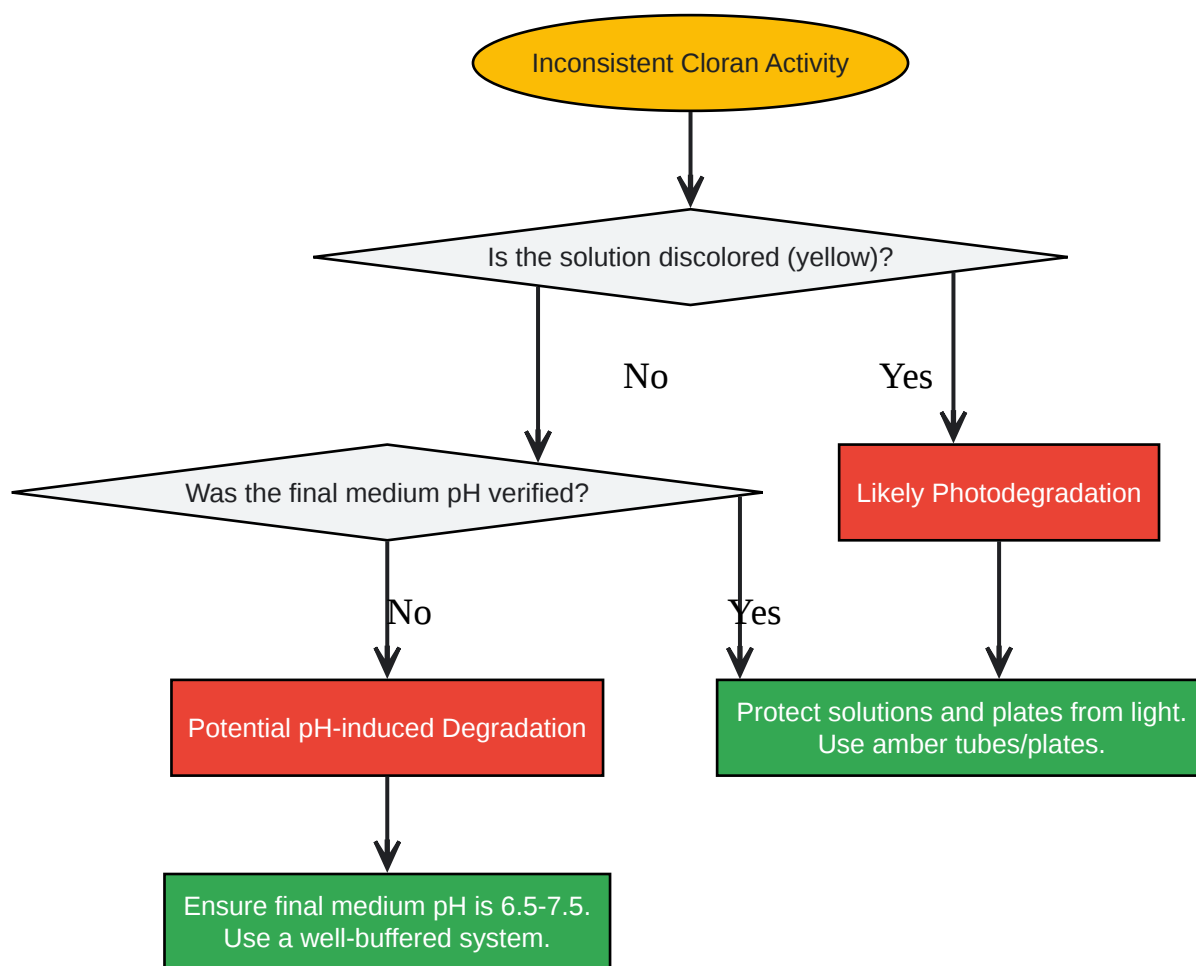 Inconsistent Cloran Activity
Is the solution discolored (yellow)?
No
Yes
Was the final medium pH verified?
Likely Photodegradation
No
Yes
Potential pH-induced Degradation
Protect solutions and plates from light.
Use amber tubes/plates.
Ensure final medium pH is 6.5-7.5.
Use a well-buffered system.